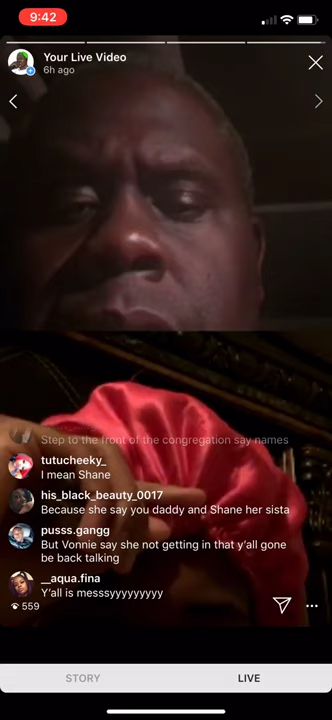 9:42
Your Live Video
6h ago
Step to the front of the congregation say names
tutucheeky_
I mean Shane
his_black_beauty_0017
Because she say you daddy and Shane her sista
pusss.gangg
But Vonnie say she not getting in that y'all gone
be back talking
__aqua.fina
Y'all is messsyyyyyyyyy
559
STORY
LIVE